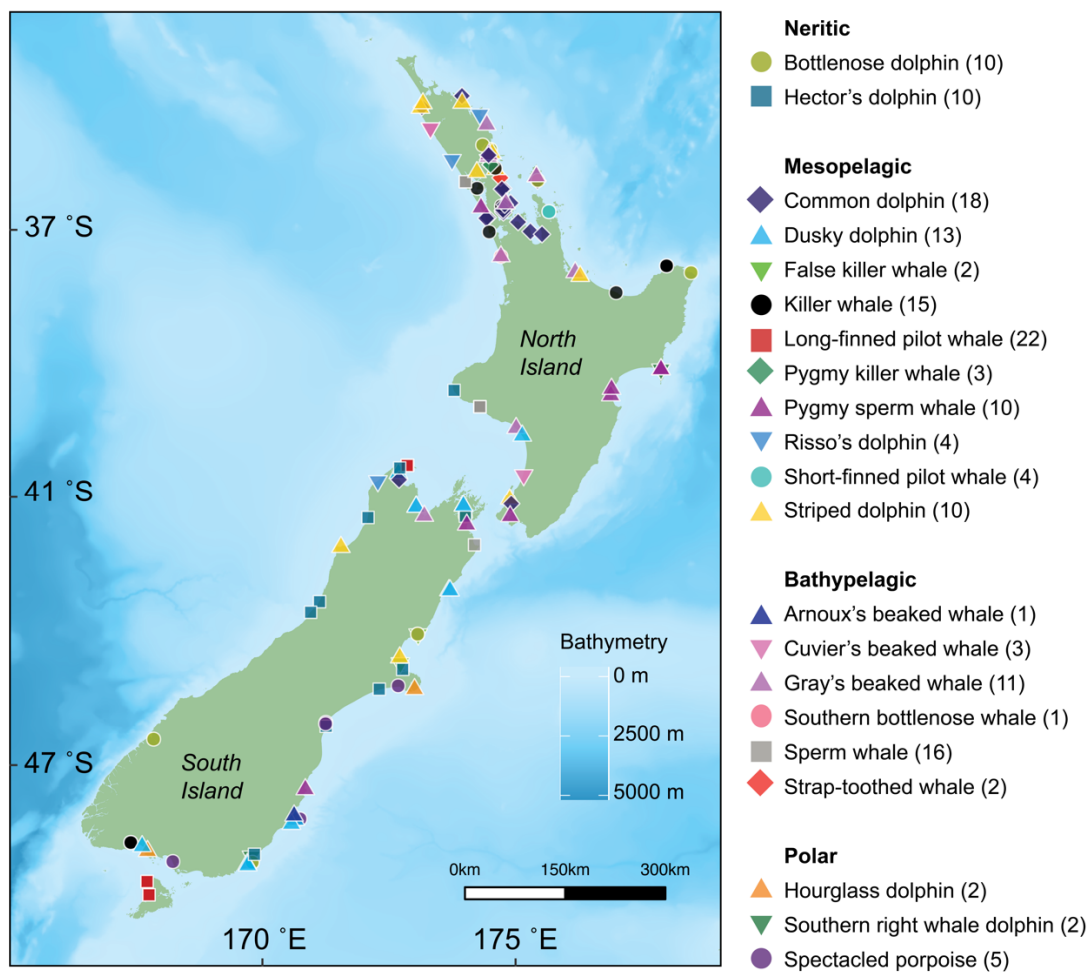 37 °S
41 °S
47 °S
170 °E
175 °E
North
Island
South
Island
Bathymetry
0 m
2500 m
5000 m
0km 150km 300km
Neritic
Bottlenose dolphin (10)
Hector's dolphin (10)
Mesopelagic
Common dolphin (18)
Dusky dolphin (13)
False killer whale (2)
Killer whale (15)
Long-finned pilot whale (22)
Pygmy killer whale (3)
Pygmy sperm whale (10)
Risso's dolphin (4)
Short-finned pilot whale (4)
Striped dolphin (10)
Bathypelagic
Arnoux's beaked whale (1)
Cuvier's beaked whale (3)
Gray's beaked whale (11)
Southern bottlenose whale (1)
Sperm whale (16)
Strap-toothed whale (2)
Polar
Hourglass dolphin (2)
Southern right whale dolphin (2)
Spectacled porpoise (5)